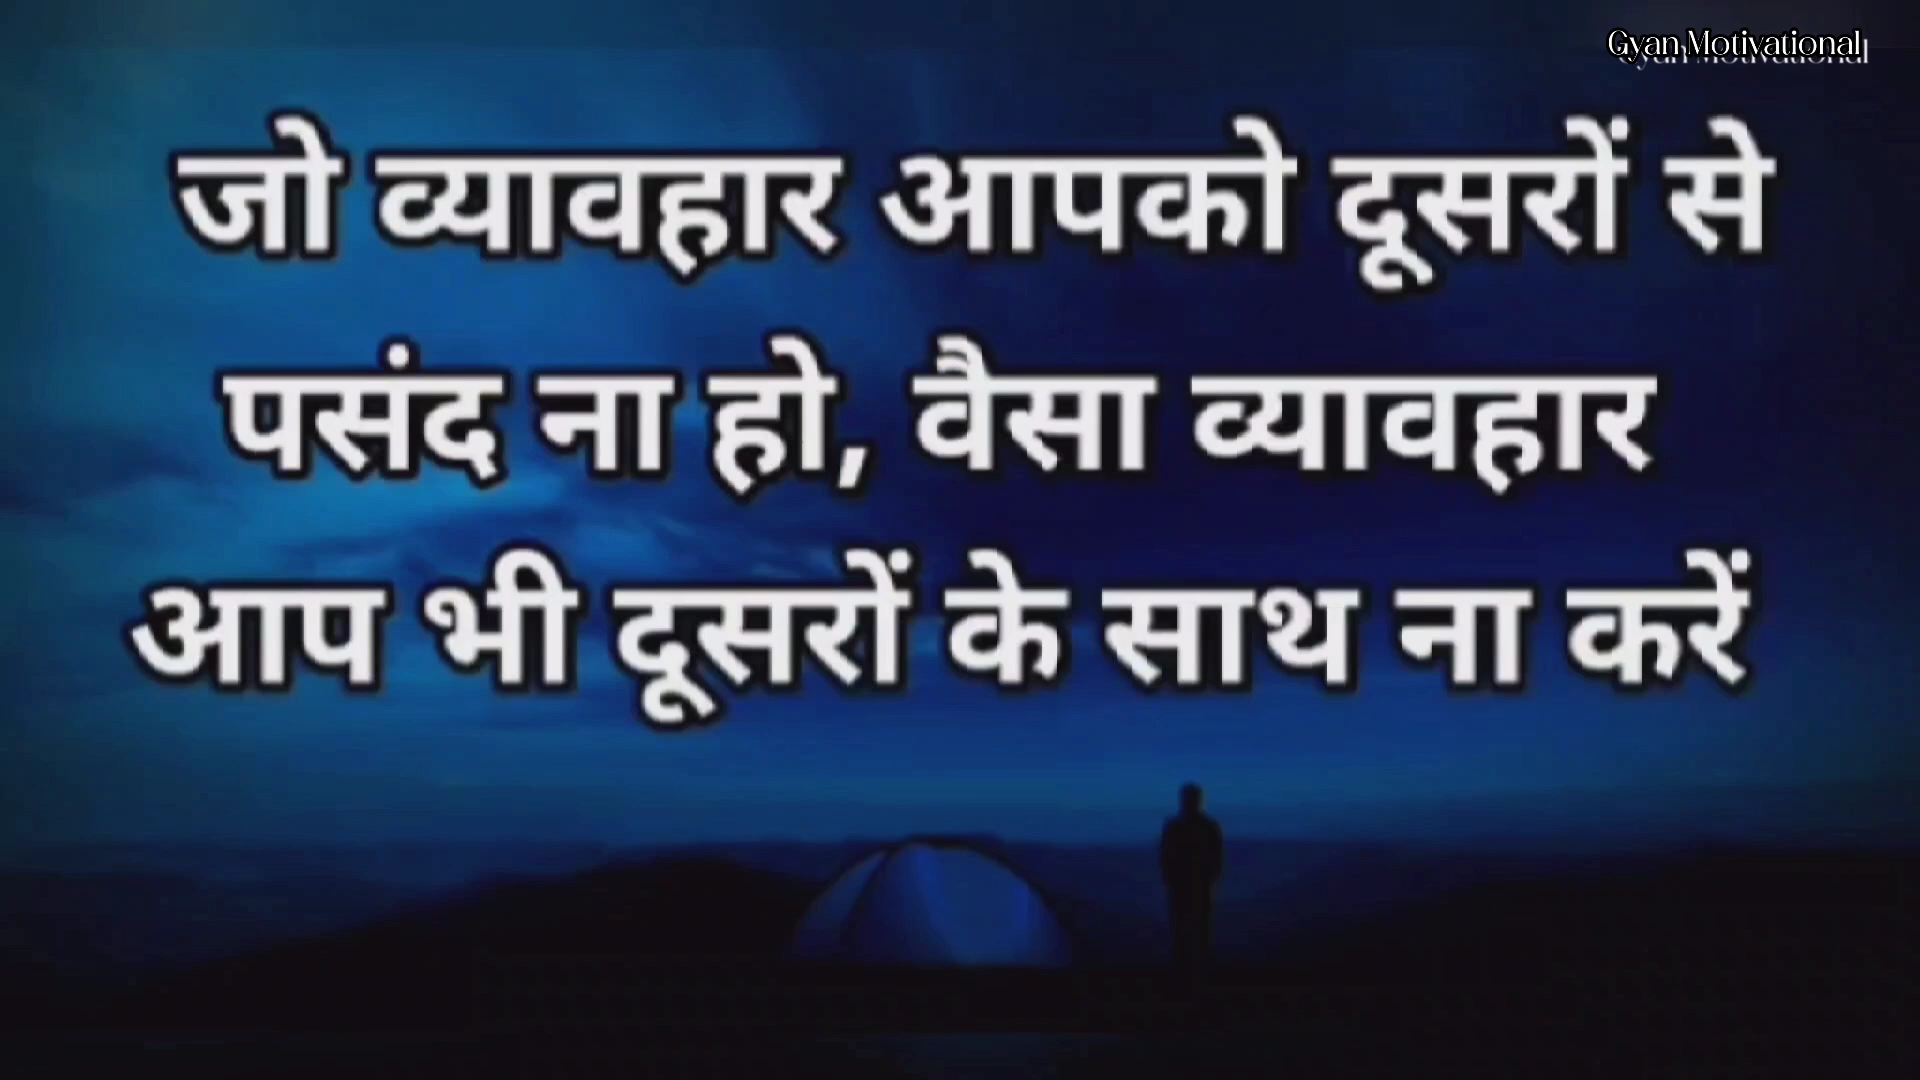 Gyan Motivational
जो व्यावहार आपको दूसरों से
पसंद ना हो, वैसा व्यावहार
आप भी दूसरों के साथ ना करें